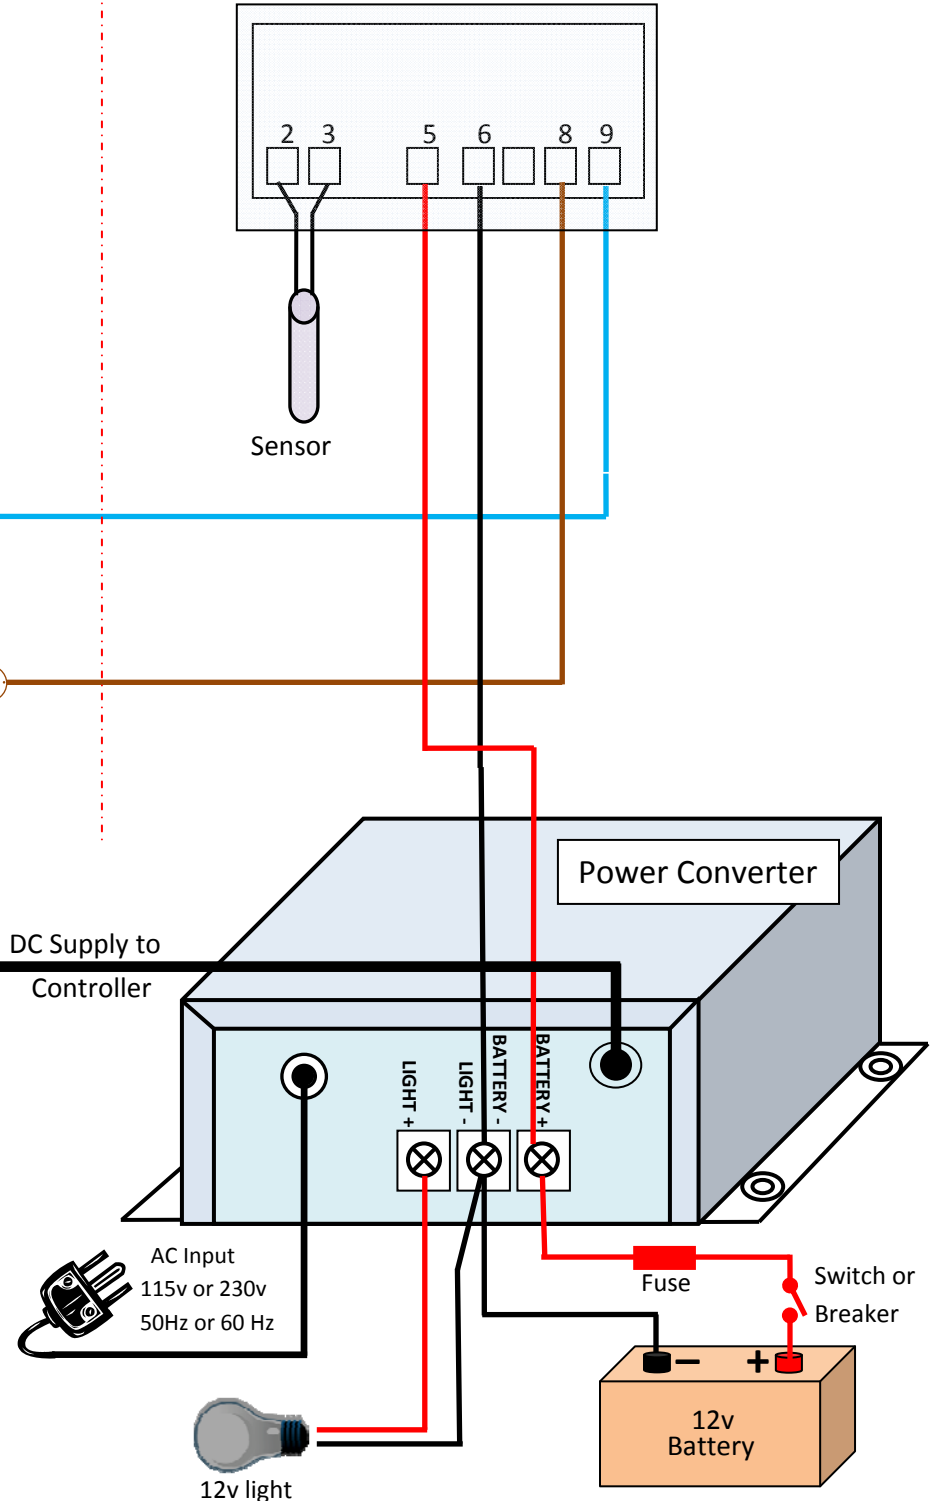 2 3 5 6 8 9
Sensor
Power Converter
DC Supply to
Controller
LIGHT +
LIGHT -
BATTERY -
BATTERY +
AC Input
115v or 230v
50Hz or 60 Hz
Fuse
Switch or
Breaker
− +
12v
Battery
12v light